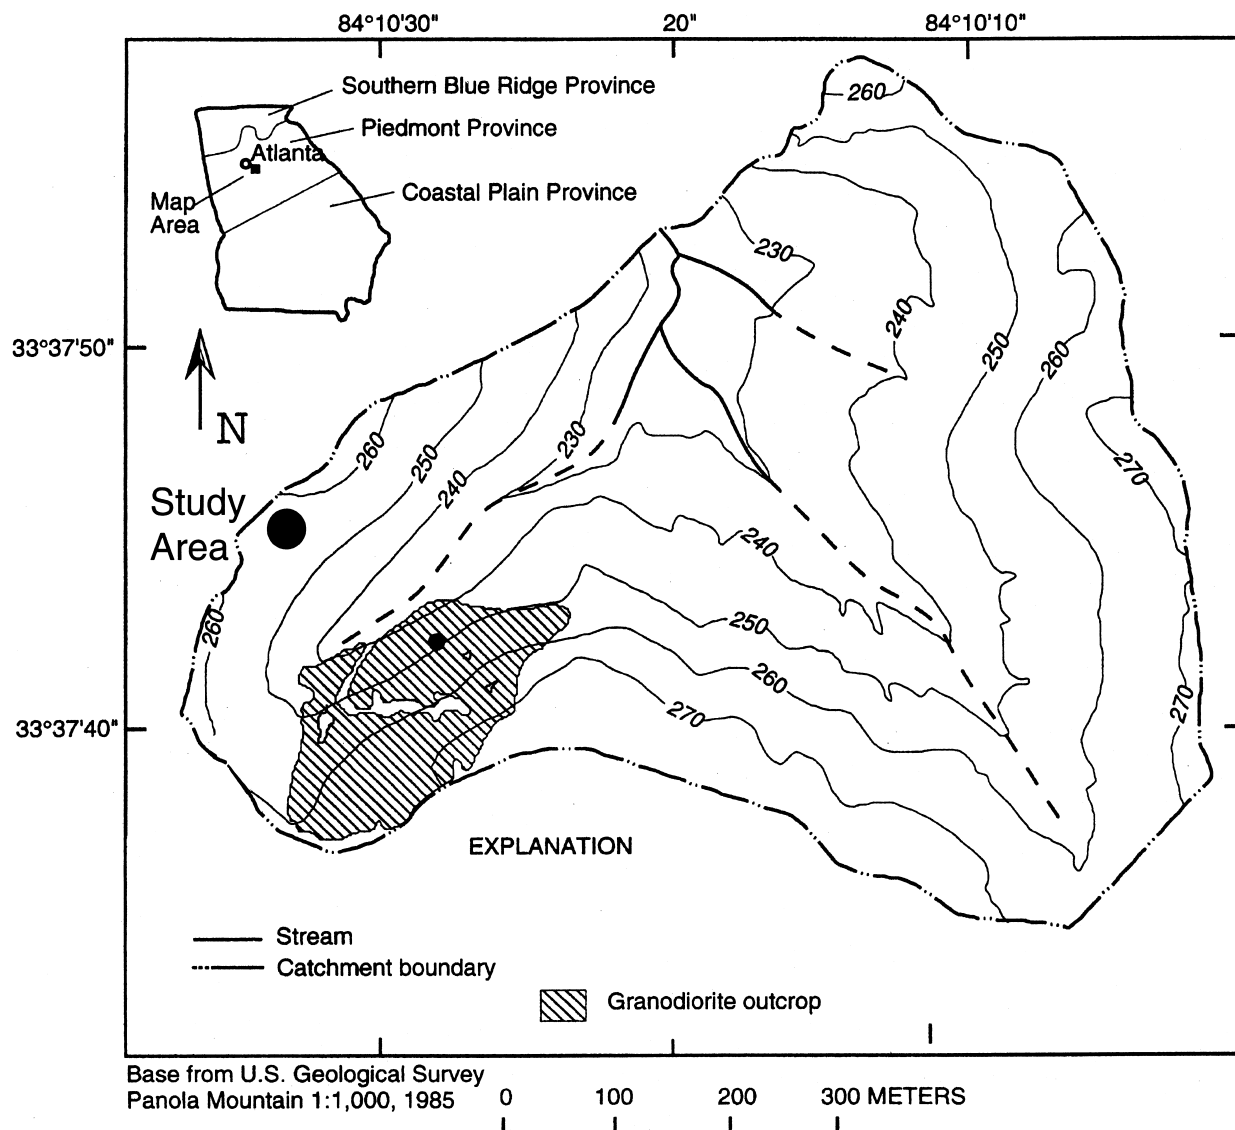 84°10'30"
20"
84°10'10"
Southern Blue Ridge Province
Piedmont Province
Atlanta
Coastal Plain Province
Map
Area
260
230
240
250
260
33°37'50"
N
260
250
240
230
270
Study
Area
240
260
250
260
270
270
33°37'40"
EXPLANATION
Stream
Catchment boundary
Granodiorite outcrop
Base from U.S. Geological Survey
Panola Mountain 1:1,000, 1985
0 100 200 300 METERS